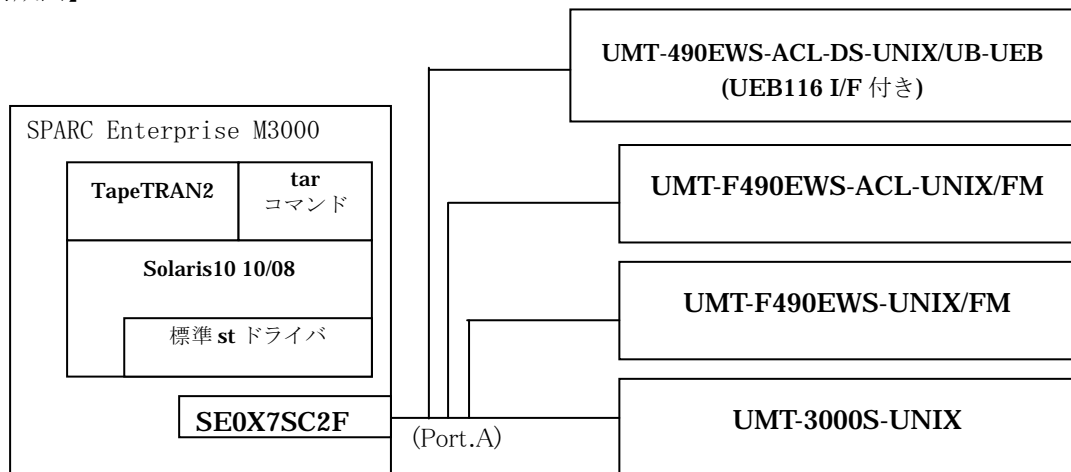 UMT-490EWS-ACL-DS-UNIX/UB-UEB
(UEB116 I/F 付き)
SPARC Enterprise M3000
TapeTRAN2
tar
コマンド
UMT-F490EWS-ACL-UNIX/FM
Solaris10 10/08
UMT-F490EWS-UNIX/FM
標準 st ドライバ
SE0X7SC2F
(Port.A)
UMT-3000S-UNIX